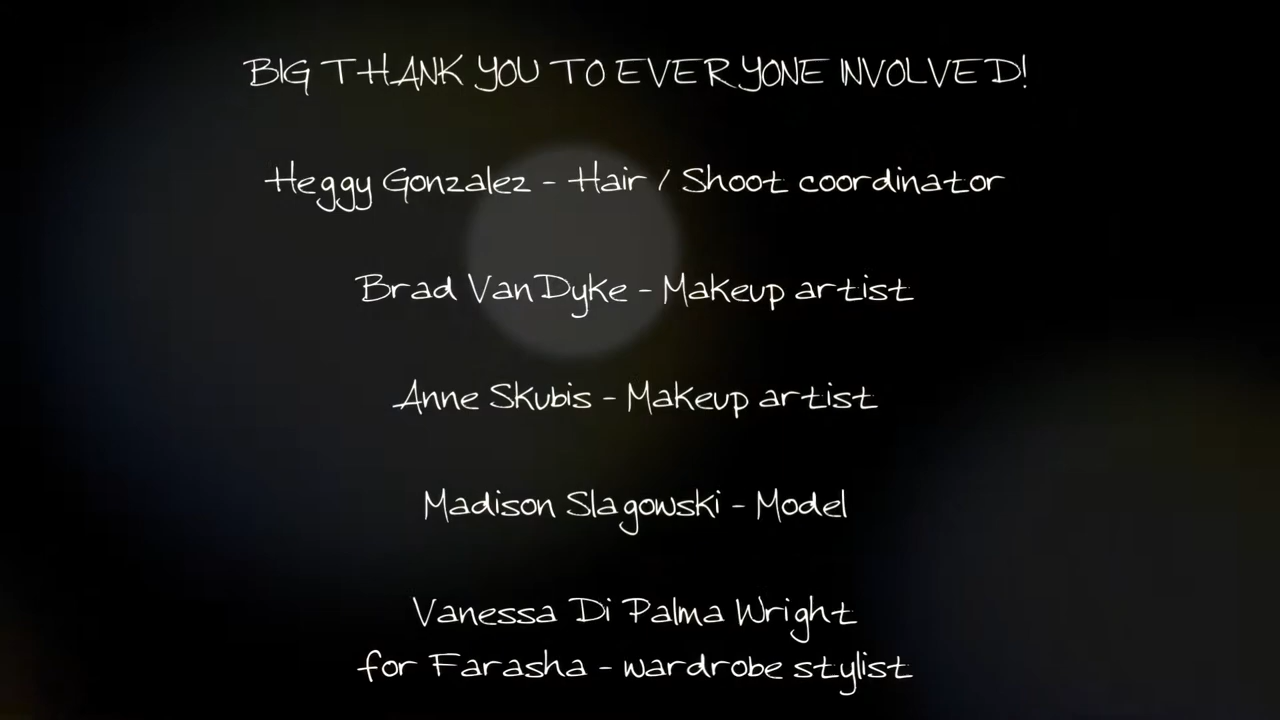 BIG THANK YOU TO EVERYONE INVOLVED!
Heggy Gonzalez - Hair / Shoot coordinator
Brad VanDyke - Makeup artist
Anne Skubis - Makeup artist
Madison Slagowski - Model
Vanessa Di Palma Wright
for Farasha - wardrobe stylist